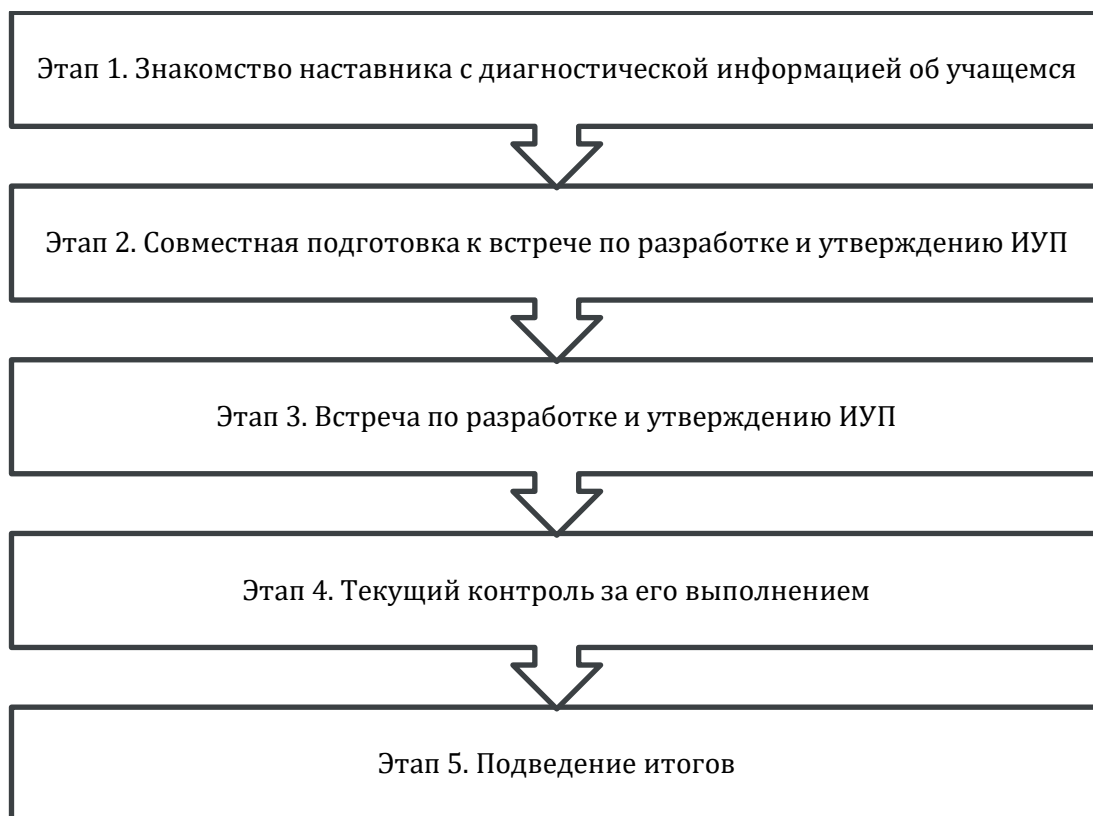 Этап 1. Знакомство наставника с диагностической информацией об учащемся
Этап 2. Совместная подготовка к встрече по разработке и утверждению ИУП
Этап 3. Встреча по разработке и утверждению ИУП
Этап 4. Текущий контроль за его выполнением
Этап 5. Подведение итогов